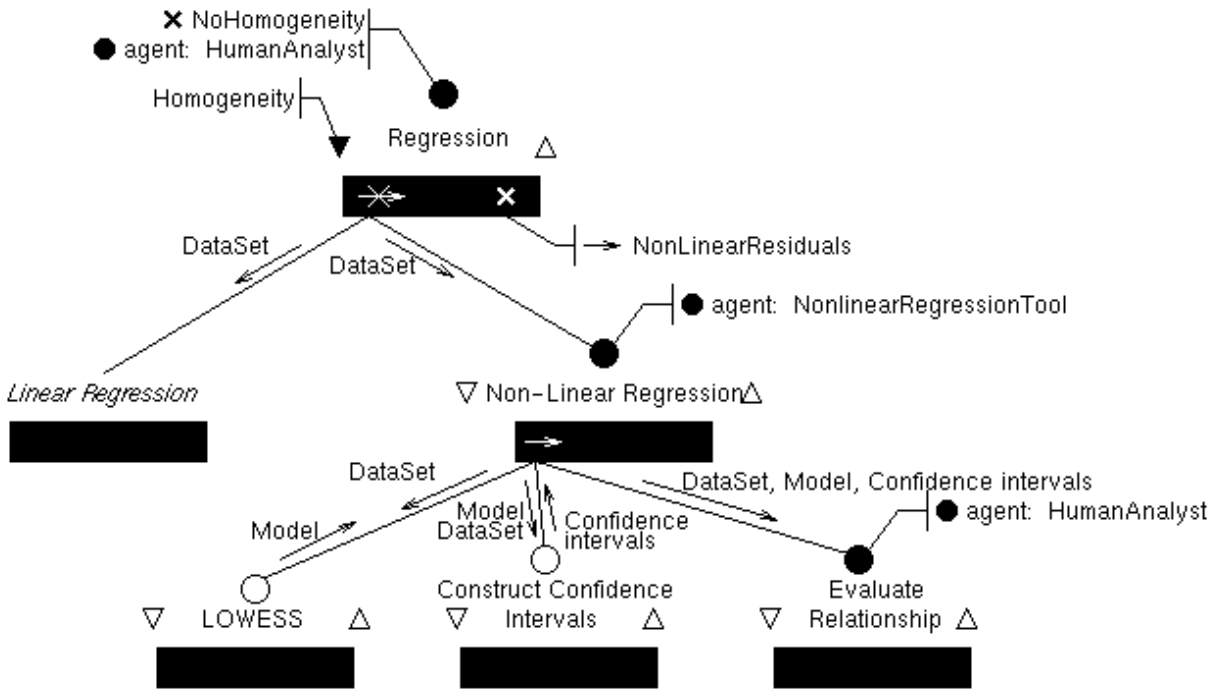 NoHomogeneity
agent: HumanAnalyst
Homogeneity
Regression
DataSet
DataSet
NonLinearResiduals
agent: NonlinearRegressionTool
Linear Regression
Non-Linear Regression
DataSet
Model
Model
DataSet
Confidence
intervals
DataSet, Model, Confidence intervals
agent: HumanAnalyst
LOWESS
Construct Confidence
Intervals
Evaluate
Relationship